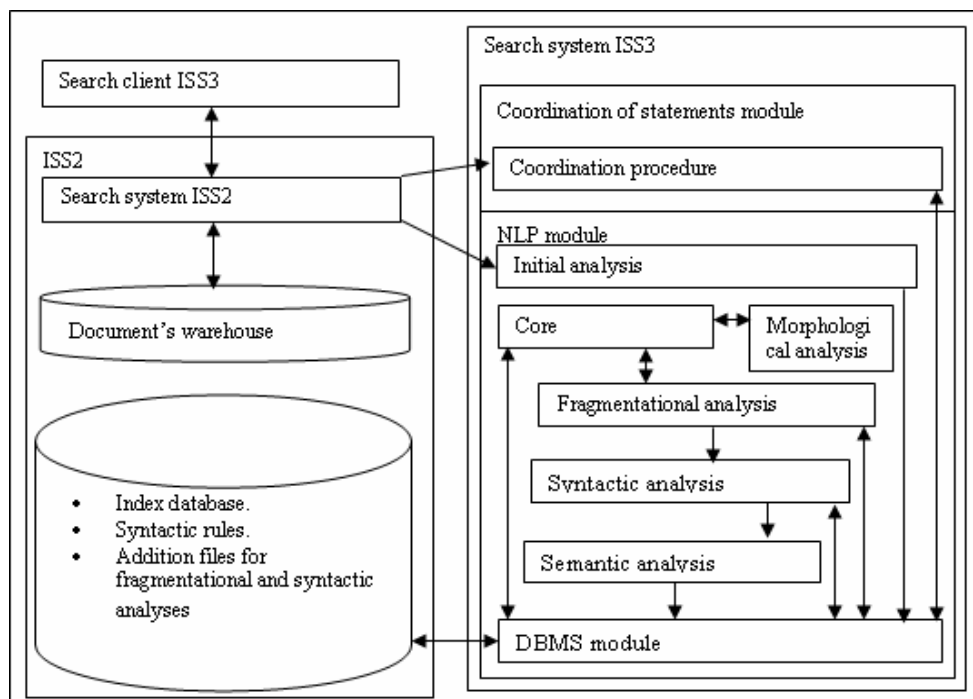 Search client ISS3
ISS2
Search system ISS2
Document's warehouse
• Index database.
• Syntactic rules.
• Addition files for
fragmentational and syntactic
analyses
Search system ISS3
Coordination of statements module
Coordination procedure
NLP module
Initial analysis
Core
Morphologi
cal analysis
Fragmentational analysis
Syntactic analysis
Semantic analysis
DBMS module